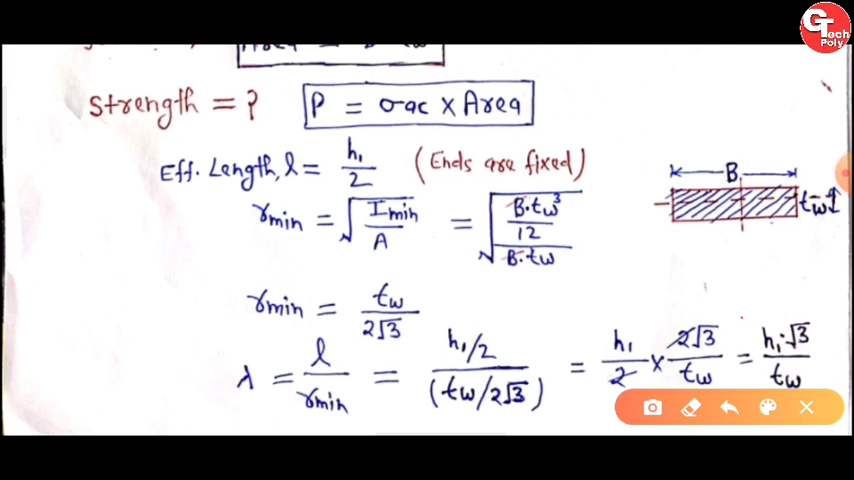 GTech
Poly
Strength = ?  P = σac × Area
Eff. Length, l = h₁/2 (Ends are fixed)
B
tw
rmin = √(Imin/A) = √((B·tw³/12)/(B·tw))
rmin = tw/2√3
λ = l/rmin = (h₁/2)/(tw/2√3) = h₁/2 × 2√3/tw = h₁·√3/tw